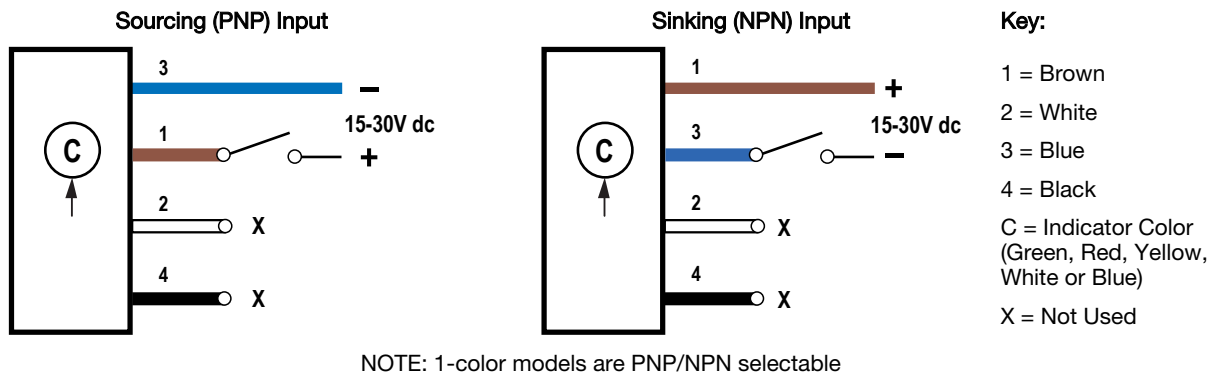 Sourcing (PNP) Input
3
–
15-30V dc
1
+
C
2
X
4
X
Sinking (NPN) Input
1
+
15-30V dc
3
–
C
2
X
4
X
Key:
1 = Brown
2 = White
3 = Blue
4 = Black
C = Indicator Color
(Green, Red, Yellow,
White or Blue)
X = Not Used
NOTE: 1-color models are PNP/NPN selectable